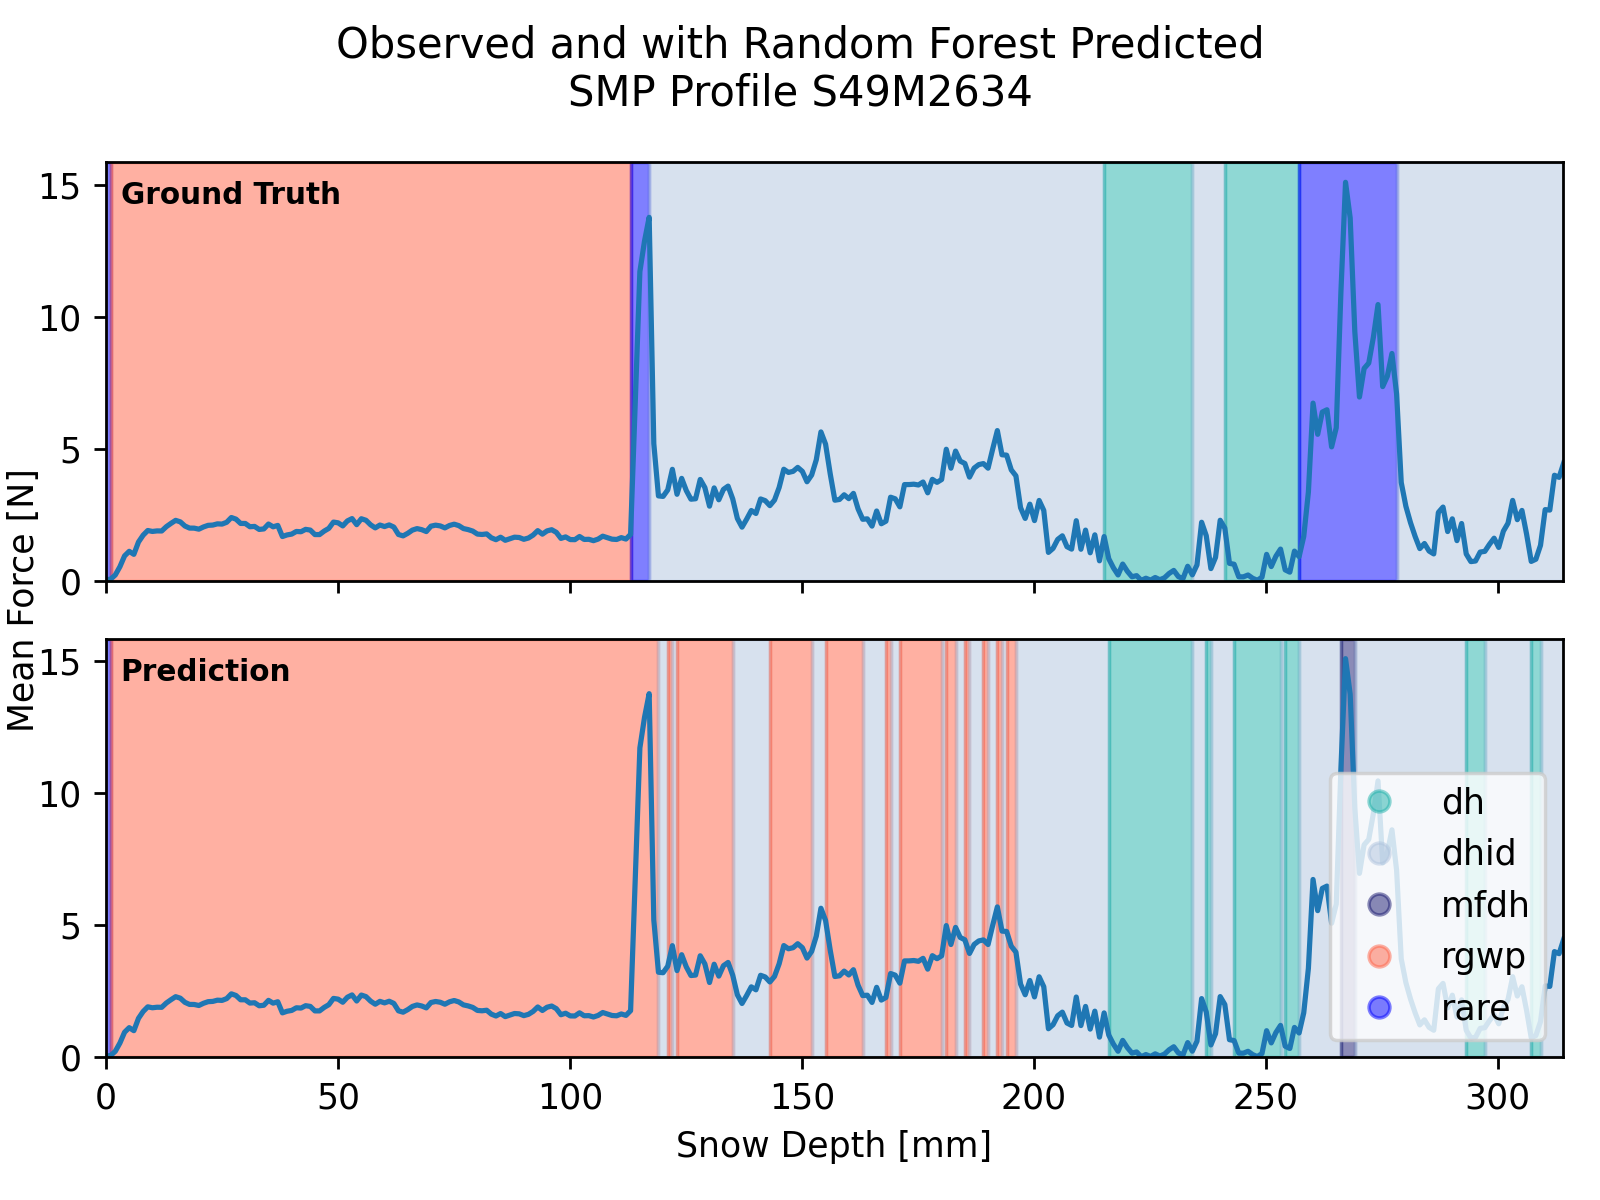 Observed and with Random Forest Predicted
SMP Profile S49M2634
Mean Force [N]
15
10
5
0
Ground Truth
15
10
5
0
Prediction
dh
dhid
mfdh
rgwp
rare
0 50 100 150 200 250 300
Snow Depth [mm]